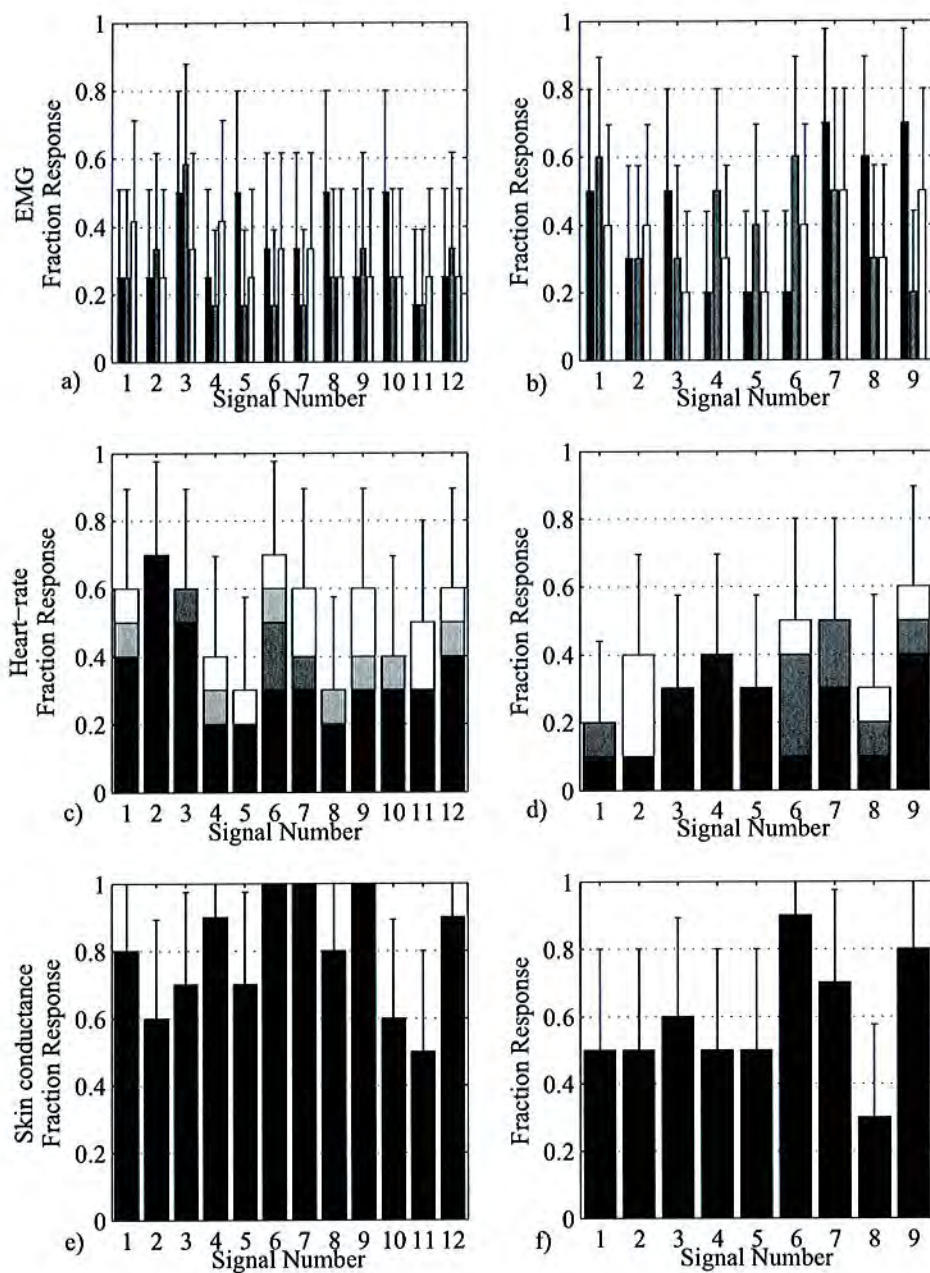 EMG
Fraction Response
1
0.8
0.6
0.4
0.2
0
a)
1 2 3 4 5 6 7 8 9 10 11 12
Signal Number
Fraction Response
1
0.8
0.6
0.4
0.2
0
b)
1 2 3 4 5 6 7 8 9
Signal Number
Heart-rate
Fraction Response
1
0.8
0.6
0.4
0.2
0
c)
1 2 3 4 5 6 7 8 9 10 11 12
Signal Number
Fraction Response
1
0.8
0.6
0.4
0.2
0
d)
1 2 3 4 5 6 7 8 9
Signal Number
Skin conductance
Fraction Response
1
0.8
0.6
0.4
0.2
0
e)
1 2 3 4 5 6 7 8 9 10 11 12
Signal Number
Fraction Response
1
0.8
0.6
0.4
0.2
0
f)
1 2 3 4 5 6 7 8 9
Signal Number